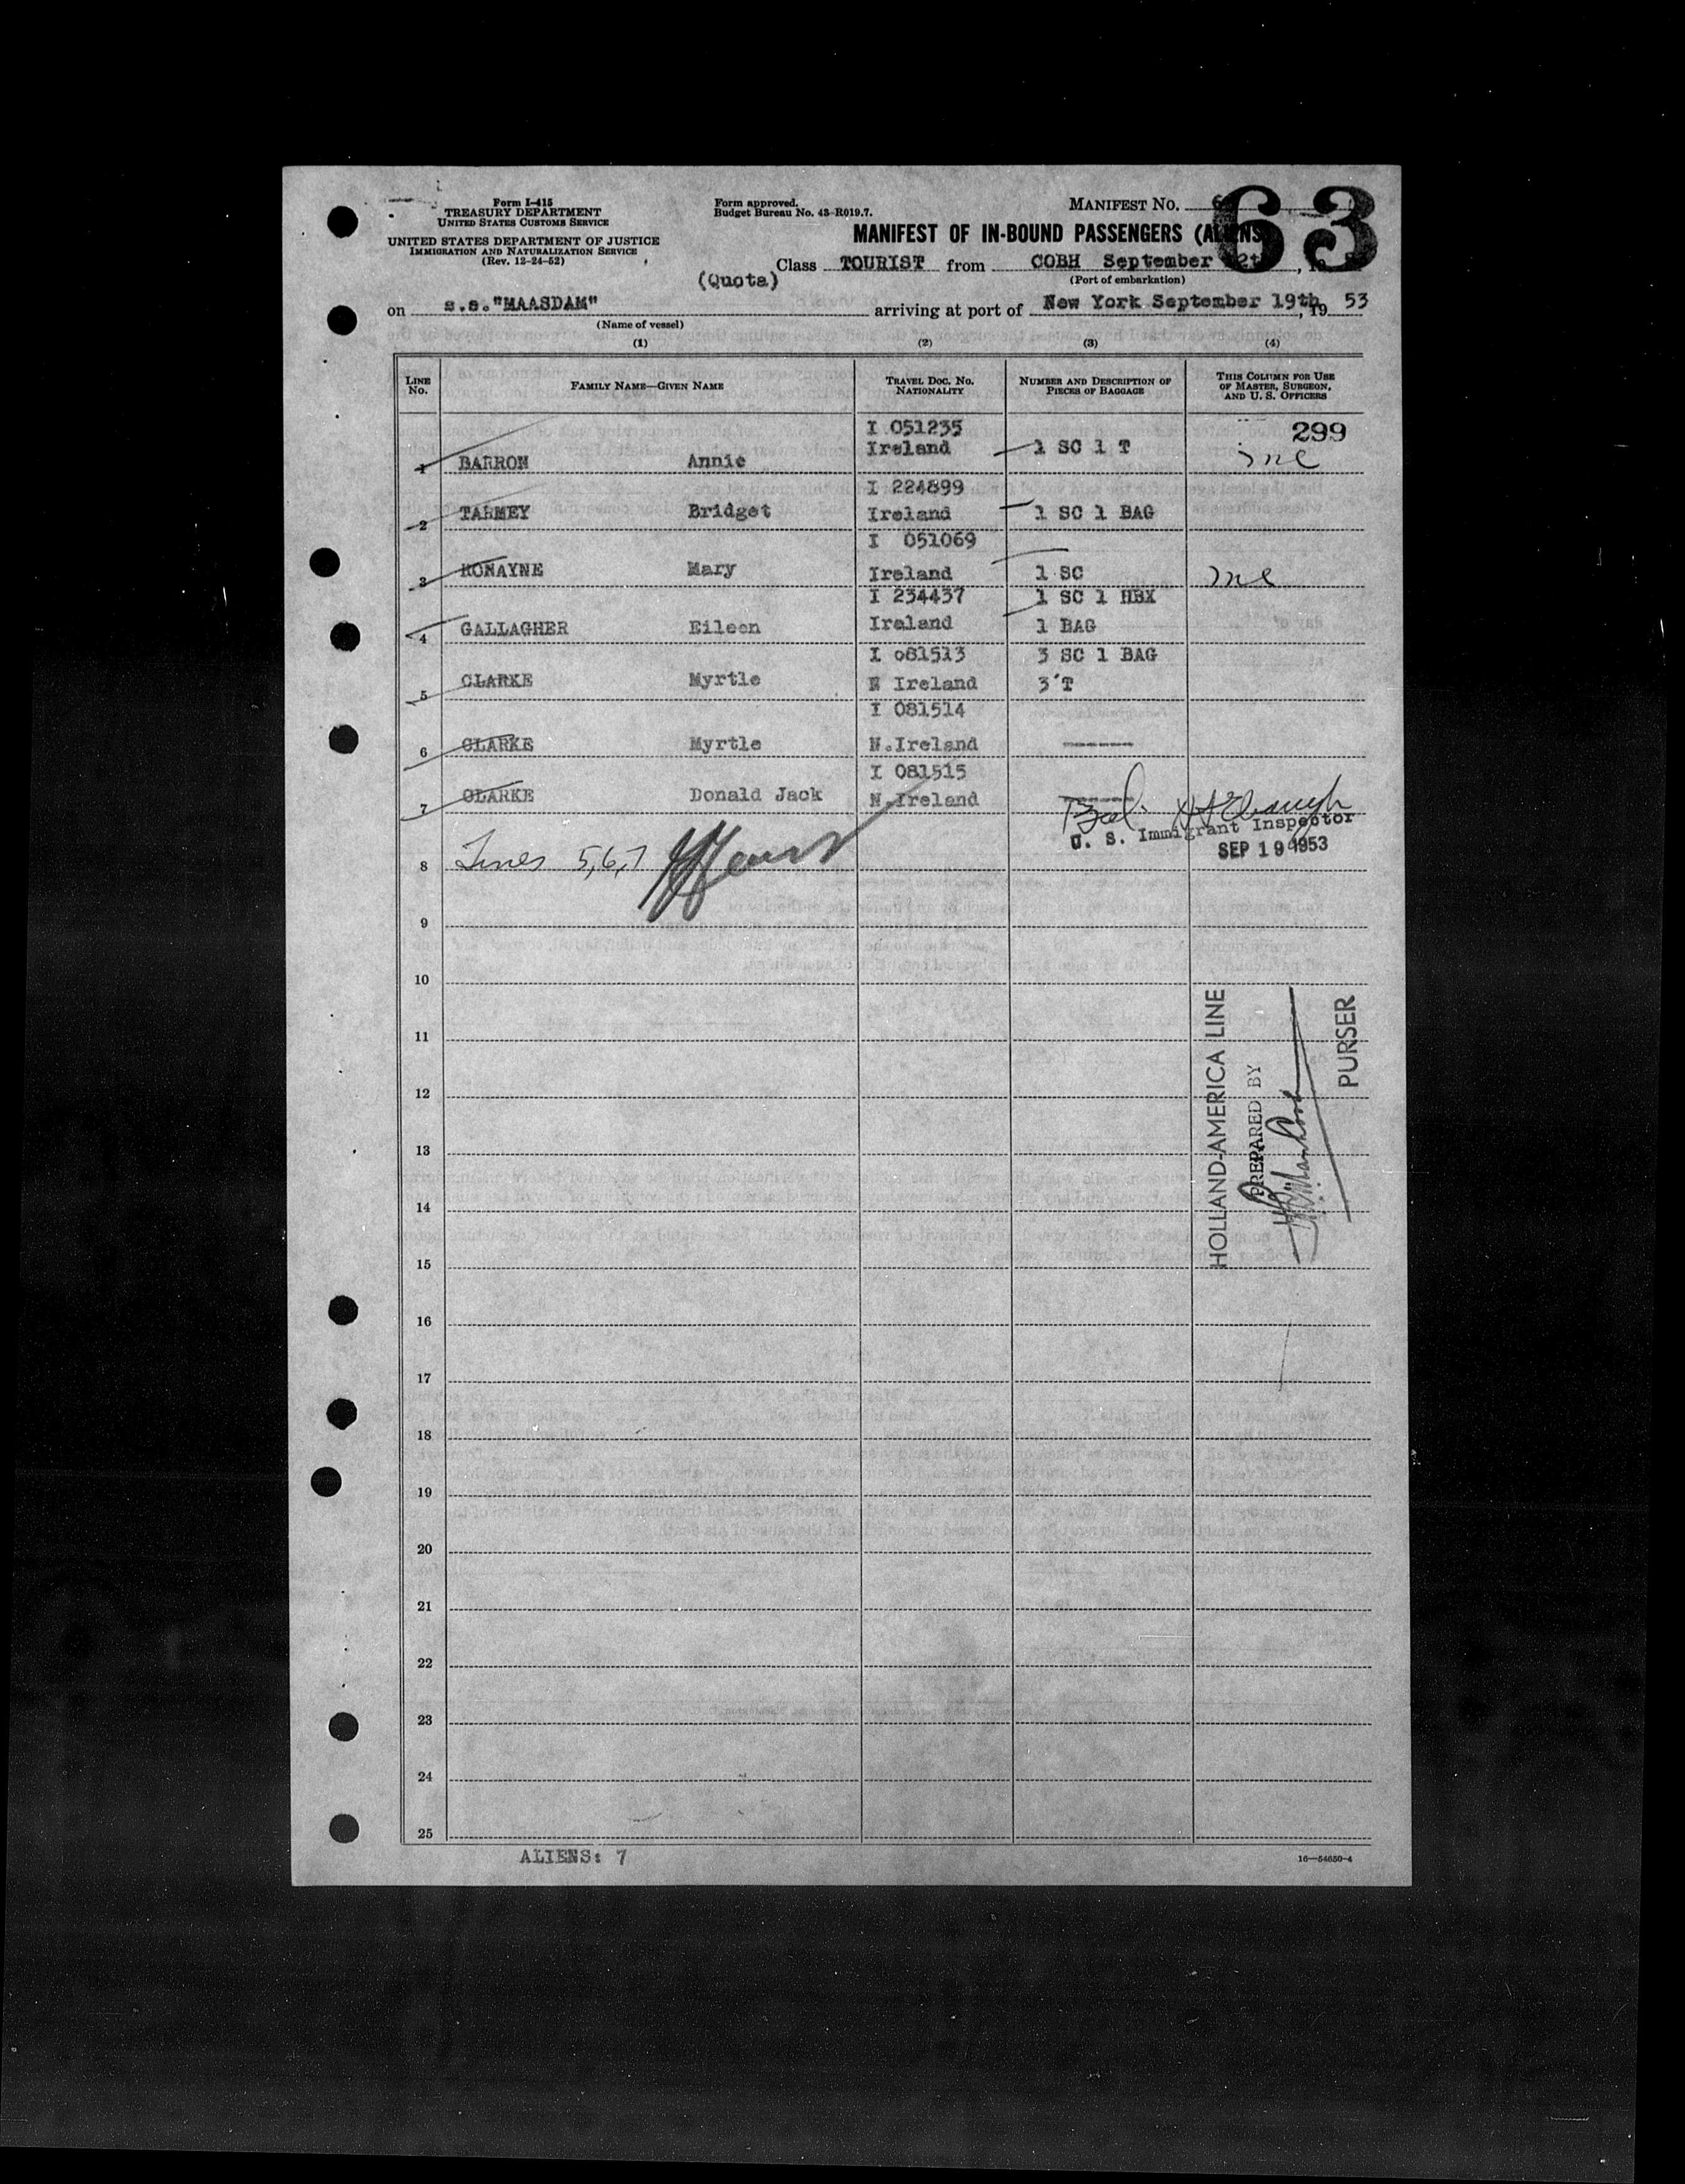 Form I-415
TREASURY DEPARTMENT
UNITED STATES CUSTOMS SERVICE
UNITED STATES DEPARTMENT OF JUSTICE
IMMIGRATION AND NATURALIZATION SERVICE
(Rev. 12-24-52)
Form approved.
Budget Bureau No. 43-R019.7.
MANIFEST NO.
63
MANIFEST OF IN-BOUND PASSENGERS (ALIENS
(Quota)
Class TOURIST from COBH September
(Port of embarkation)
on s.s."MAASDAM" arriving at port of New York September 19th, 19 53
(Name of vessel)
(1) (2) (3) (4)
LINE NO. FAMILY NAME—GIVEN NAME TRAVEL DOC. NO. NATIONALITY NUMBER AND DESCRIPTION OF PIECES OF BAGGAGE THIS COLUMN FOR USE OF MASTER, SURGEON, AND U. S. OFFICERS
I 051235 299
1 BARRON Annie Ireland 1 SC 1 T
I 224899
2 TARMEY Bridget Ireland 1 SC 1 BAG
I 051069
3 RONAYNE Mary Ireland 1 SC
I 234437 1 SC 1 HBX
4 GALLAGHER Eileen Ireland 1 BAG
I 081513 3 SC 1 BAG
5 CLARKE Myrtle N Ireland 3 T
I 081514
6 CLARKE Myrtle N.Ireland -------
I 081515
7 CLARKE Donald Jack N.Ireland
U. S. Immigrant Inspector
SEP 19 1953
8 Lines 5,6,7
9
10
11
12
13
14
15
16
17
18
19
20
21
22
23
24
25
HOLLAND-AMERICA LINE
PREPARED BY
PURSER
ALIENS: 7
16—54650-4